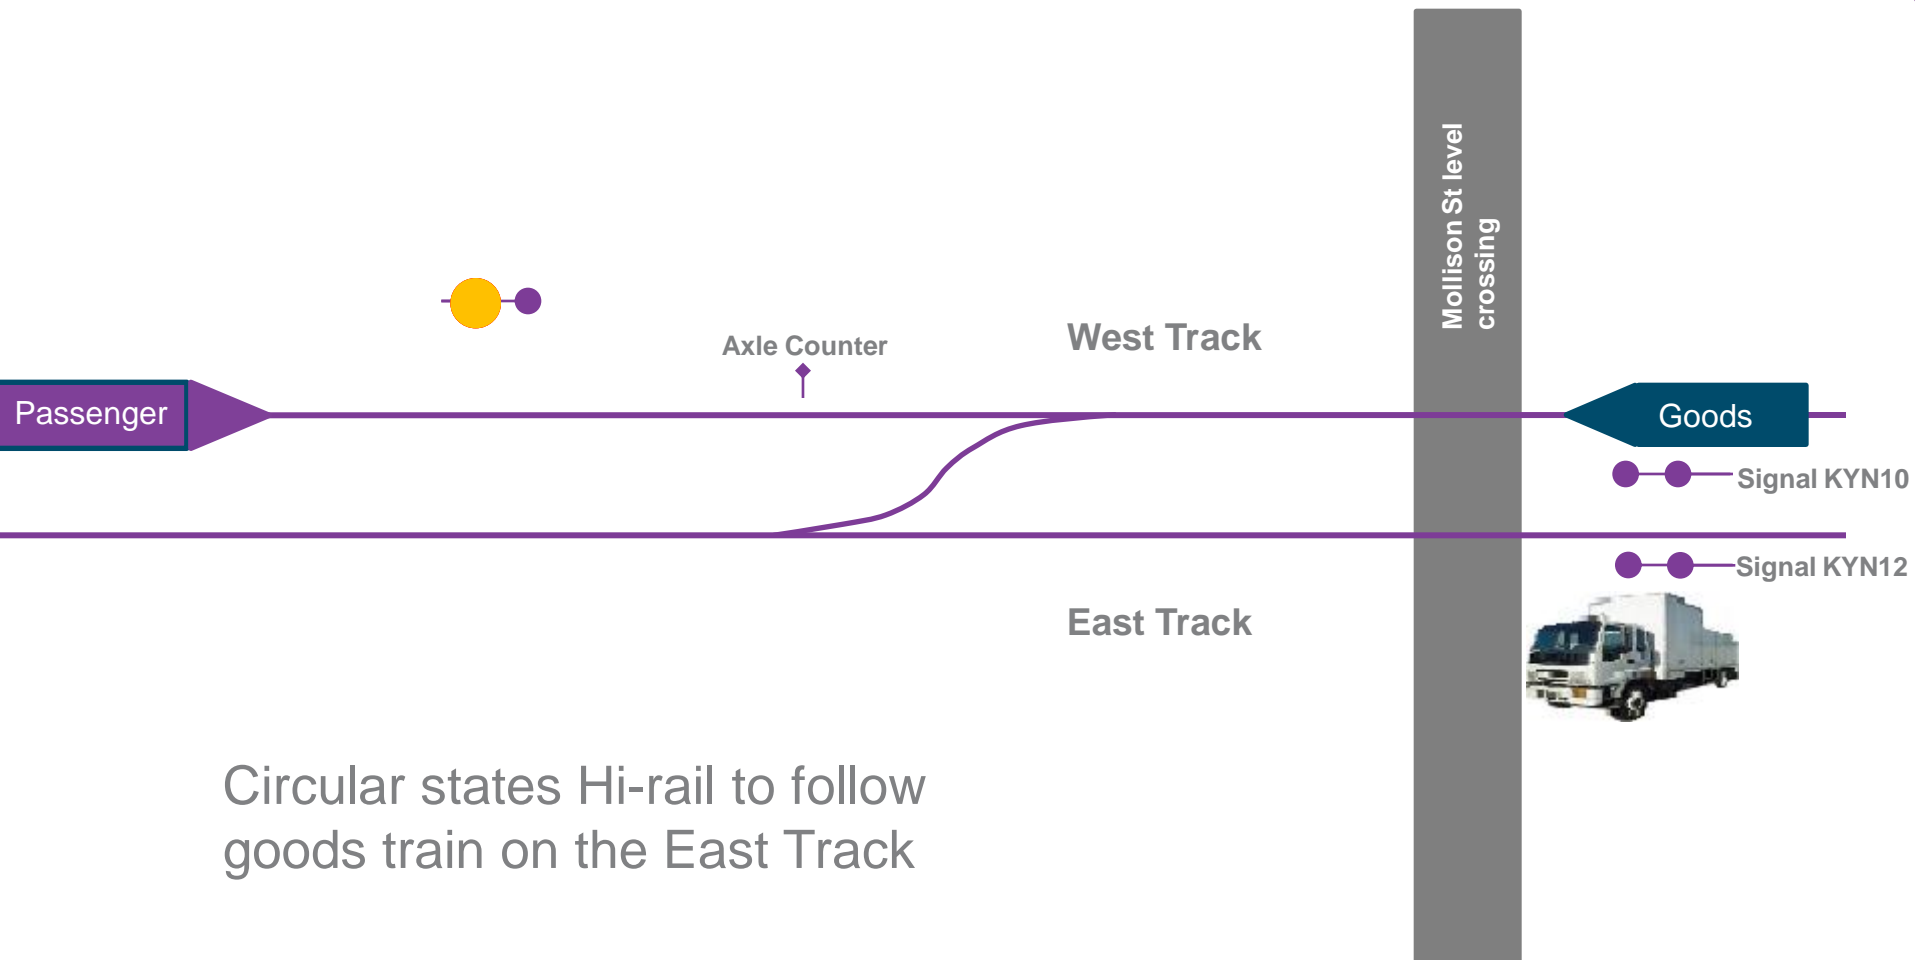 Mollison St level
crossing
Axle Counter
West Track
Passenger
Goods
Signal KYN10
Signal KYN12
East Track
Circular states Hi-rail to follow
goods train on the East Track